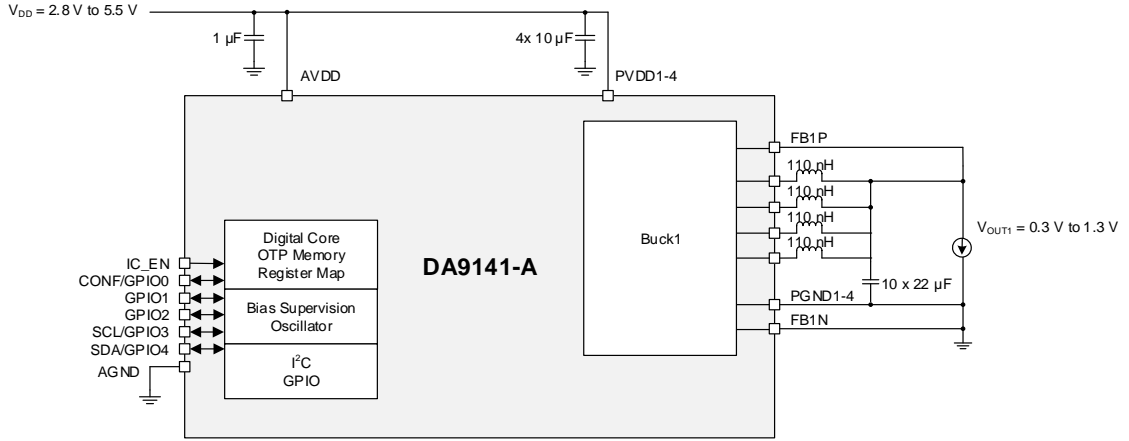 V_DD = 2.8 V to 5.5 V
1 µF
4x 10 µF
AVDD
PVDD1-4
FB1P
110 nH
110 nH
110 nH
110 nH
Buck1
V_OUT1 = 0.3 V to 1.3 V
10 x 22 µF
PGND1-4
FB1N
DA9141-A
Digital Core
OTP Memory
Register Map
Bias Supervision
Oscillator
I²C
GPIO
IC_EN
CONF/GPIO0
GPIO1
GPIO2
SCL/GPIO3
SDA/GPIO4
AGND